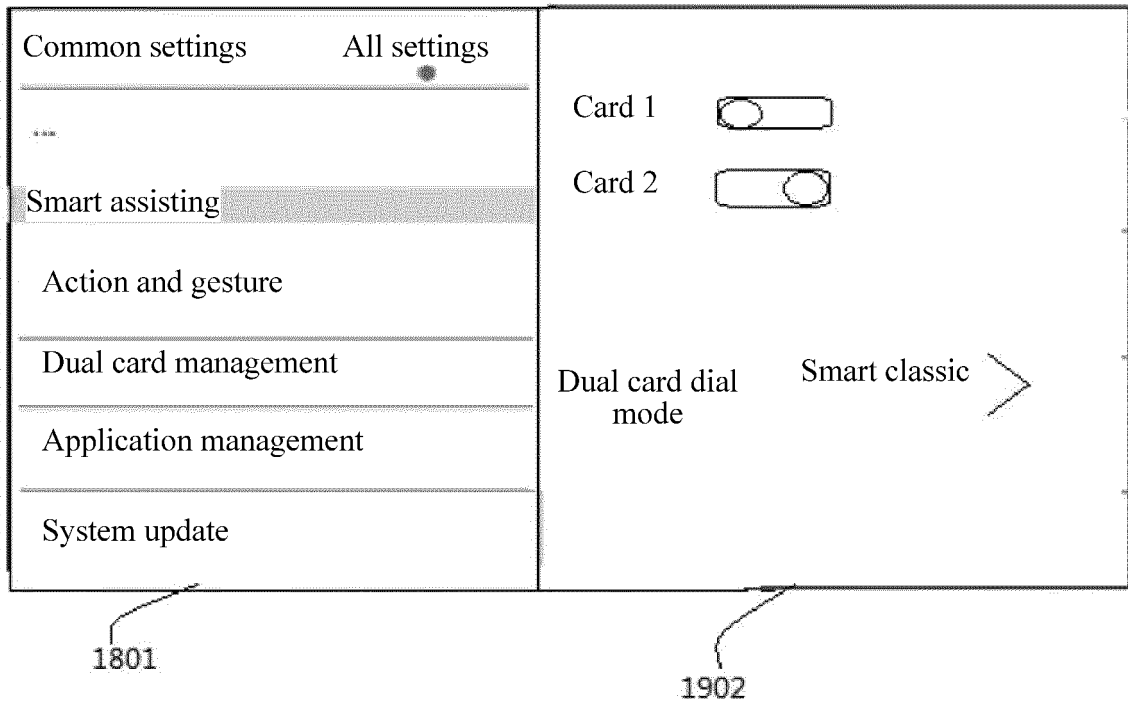 Common settings
All settings
...
Smart assisting
Action and gesture
Dual card management
Application management
System update
Card 1
Card 2
Dual card dial
mode
Smart classic
1801
1902